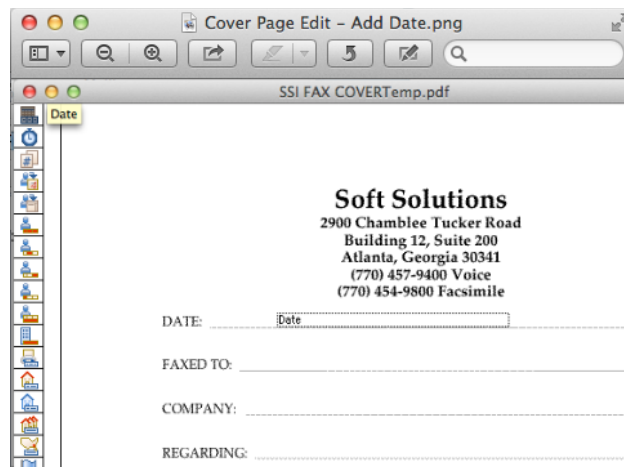 Cover Page Edit – Add Date.png
SSI FAX COVERTemp.pdf
Date
Soft Solutions
2900 Chamblee Tucker Road
Building 12, Suite 200
Atlanta, Georgia 30341
(770) 457-9400 Voice
(770) 454-9800 Facsimile
DATE: Date
FAXED TO:
COMPANY:
REGARDING: